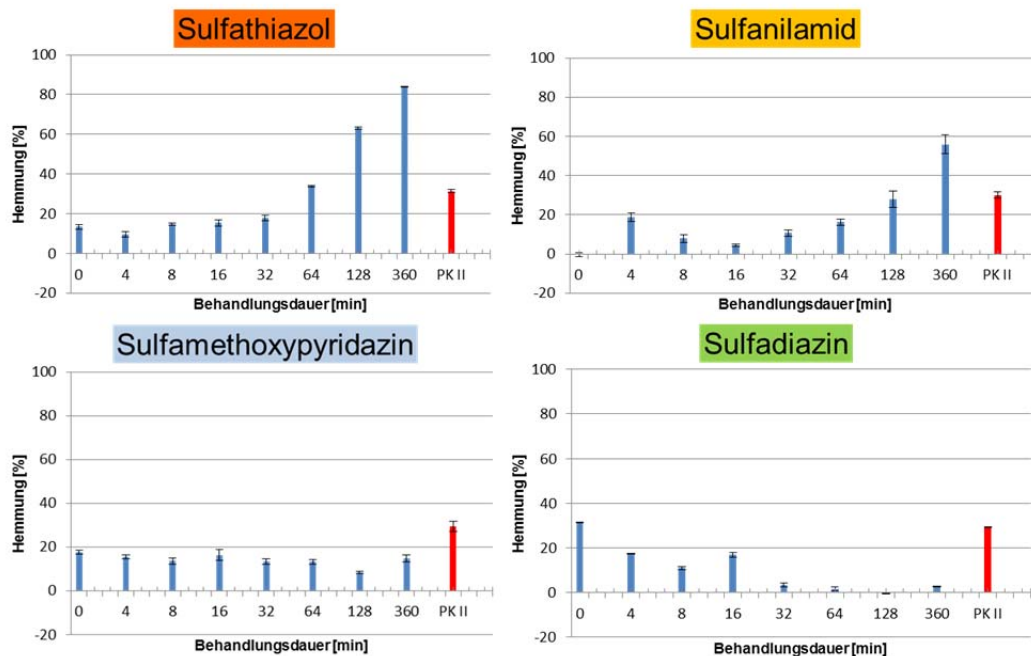 Sulfathiazol
Hemmung [%]
100
80
60
40
20
0
-20
0 4 8 16 32 64 128 360 PK II
Behandlungsdauer [min]
Sulfanilamid
Hemmung [%]
100
80
60
40
20
0
-20
0 4 8 16 32 64 128 360 PK II
Behandlungsdauer [min]
Sulfamethoxypyridazin
Hemmung [%]
100
80
60
40
20
0
-20
0 4 8 16 32 64 128 360 PK II
Behandlungsdauer [min]
Sulfadiazin
Hemmung [%]
100
80
60
40
20
0
-20
0 4 8 16 32 64 128 360 PK II
Behandlungsdauer [min]